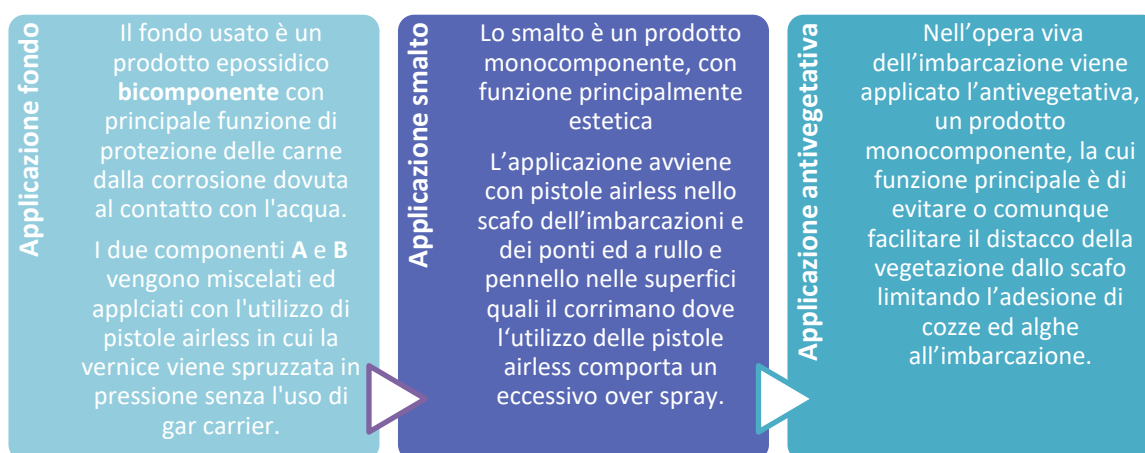 Applicazione fondo
Il fondo usato è un
prodotto epossidico
bicomponente con
principale funzione di
protezione delle carne
dalla corrosione dovuta
al contatto con l'acqua.
I due componenti A e B
vengono miscelati ed
applciati con l'utilizzo di
pistole airless in cui la
vernice viene spruzzata in
pressione senza l'uso di
gar carrier.
Applicazione smalto
Lo smalto è un prodotto
monocomponente, con
funzione principalmente
estetica
L’applicazione avviene
con pistole airless nello
scafo dell’imbarcazioni e
dei ponti ed a rullo e
pennello nelle superfici
quali il corrimano dove
l‘utilizzo delle pistole
airless comporta un
eccessivo over spray.
Applicazione antivegetativa
Nell’opera viva
dell’imbarcazione viene
applicato l’antivegetativa,
un prodotto
monocomponente, la cui
funzione principale è di
evitare o comunque
facilitare il distacco della
vegetazione dallo scafo
limitando l’adesione di
cozze ed alghe
all’imbarcazione.